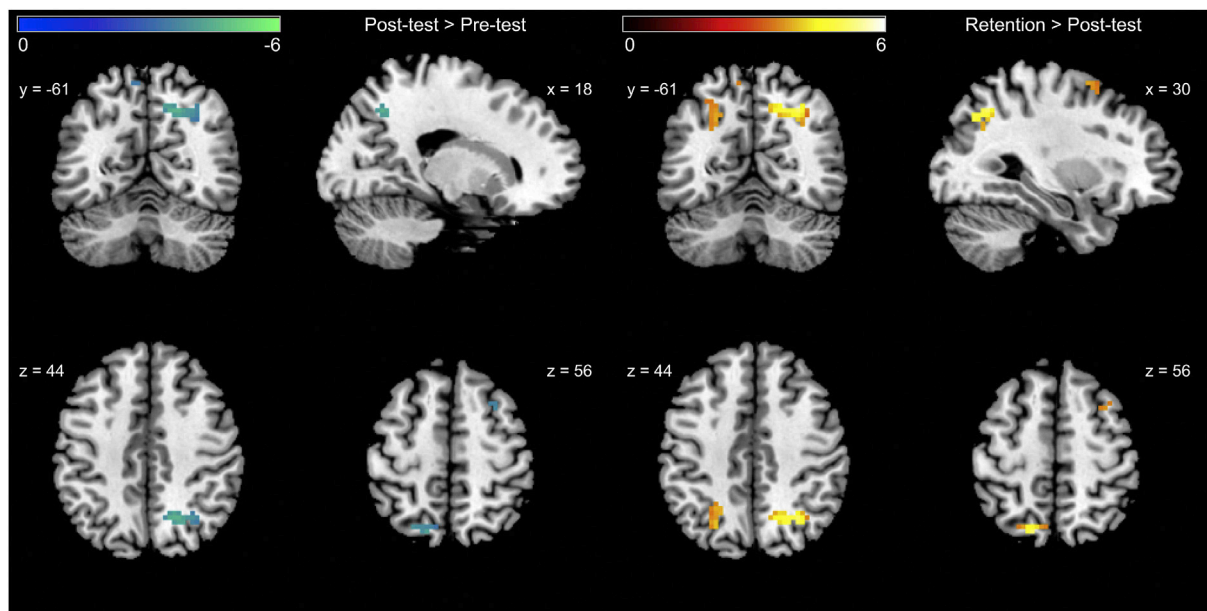 Post-test > Pre-test
Retention > Post-test
0
-6
0
6
y = -61
x = 18
y = -61
x = 30
z = 44
z = 56
z = 44
z = 56